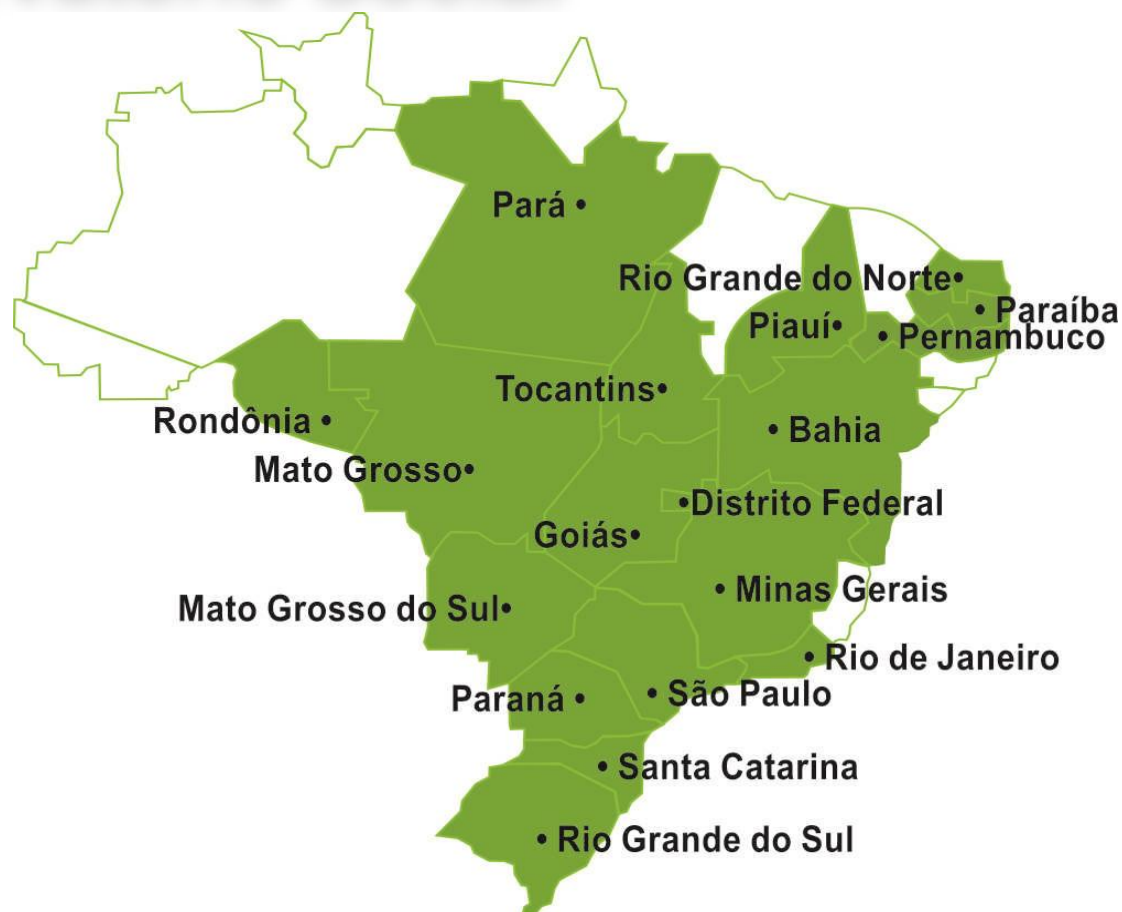 Pará
Rio Grande do Norte
Paraíba
Piauí
Pernambuco
Tocantins
Rondônia
Bahia
Mato Grosso
Distrito Federal
Goiás
Minas Gerais
Mato Grosso do Sul
Rio de Janeiro
Paraná
São Paulo
Santa Catarina
Rio Grande do Sul